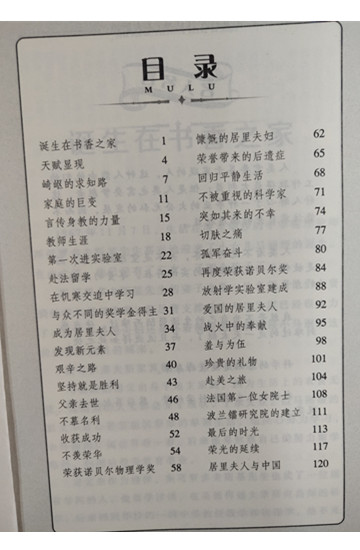 目录
MULU
诞生在书香之家 1
天赋显现 4
崎岖的求知路 7
家庭的巨变 11
言传身教的力量 15
教师生涯 18
第一次进实验室 22
赴法留学 25
在饥寒交迫中学习 28
与众不同的奖学金得主 31
成为居里夫人 34
发现新元素 37
艰辛之路 40
坚持就是胜利 43
父亲去世 46
不慕名利 48
收获成功 52
不羡荣华 54
荣获诺贝尔物理学奖 58
慷慨的居里夫妇 62
荣誉带来的后遗症 65
回归平静生活 68
不被重视的科学家 71
突如其来的不幸 74
切肤之痛 77
孤军奋斗 80
再度荣获诺贝尔奖 84
放射学实验室建成 88
爱国的居里夫人 92
战火中的奉献 95
羞与为伍 98
珍贵的礼物 101
赴美之旅 104
法国第一位女院士 108
波兰镭研究院的建立 111
最后的时光 113
荣光的延续 117
居里夫人与中国 120